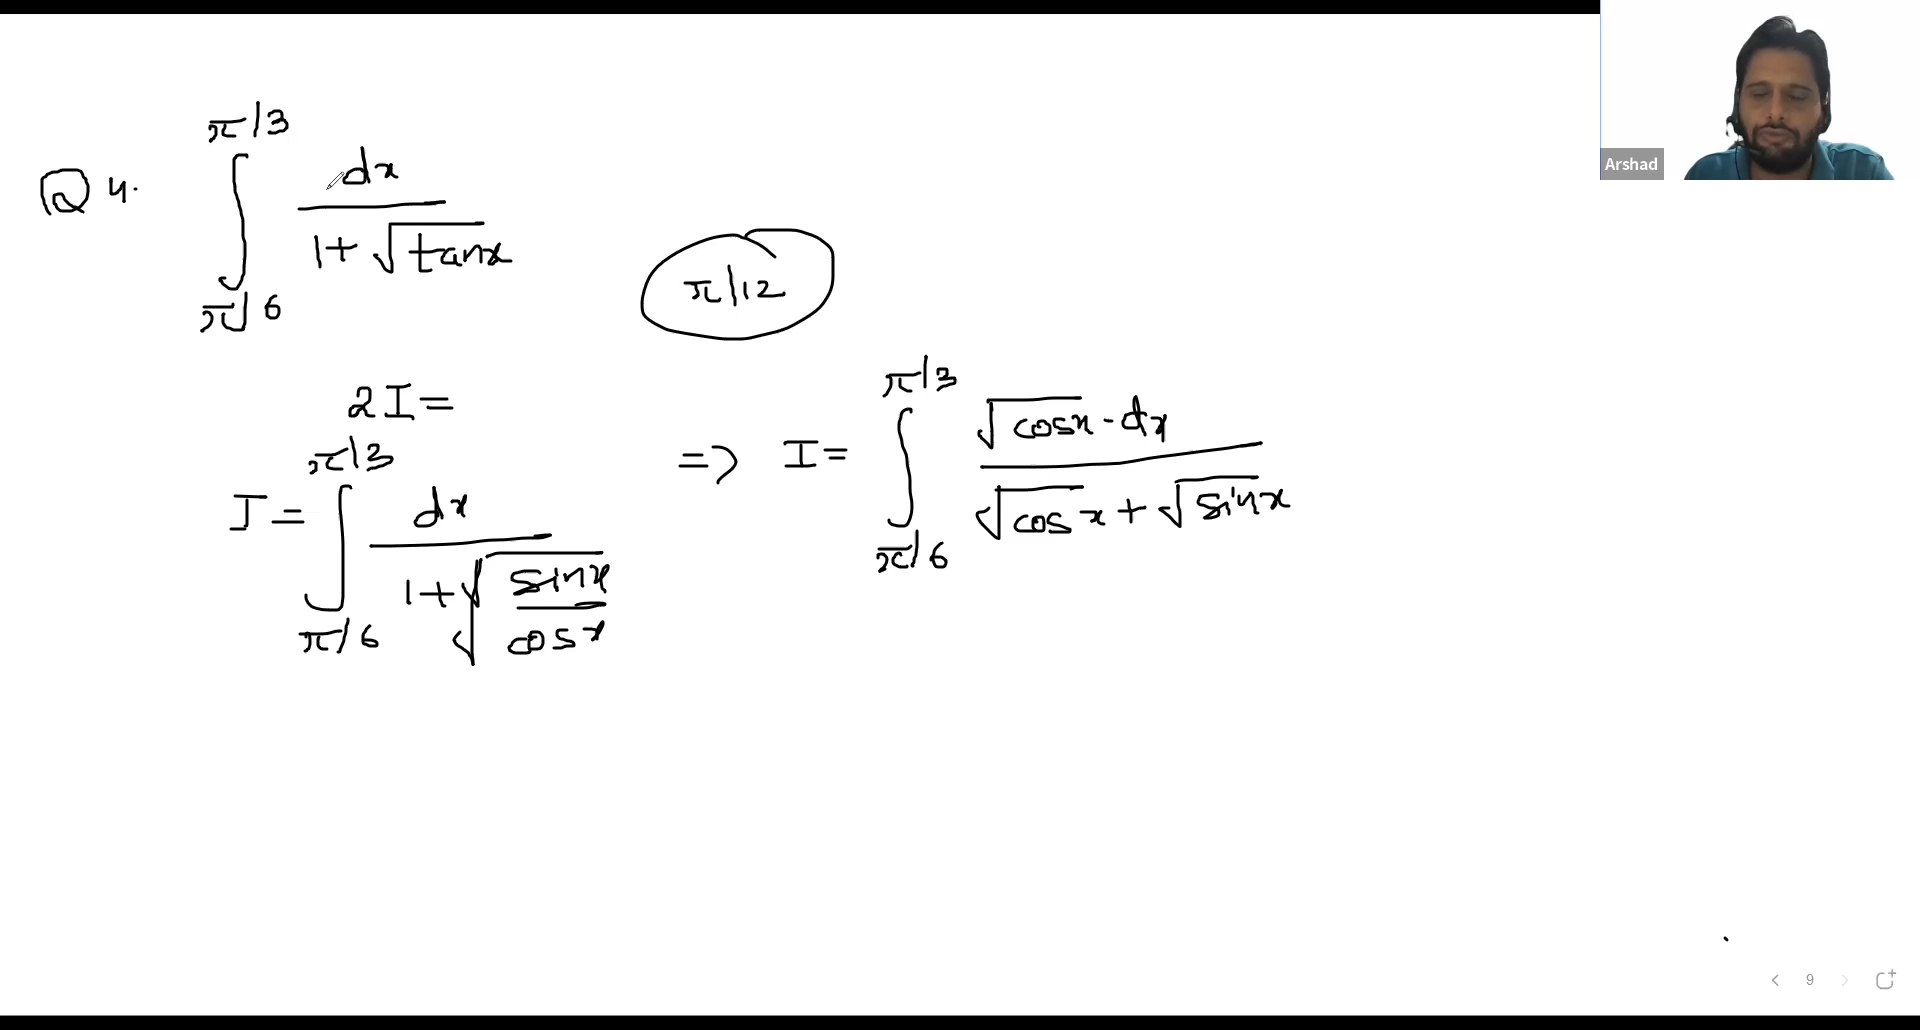 Arshad
Q 4. ∫_{π/6}^{π/3} dx / (1+√tanx)
π/12
2I=
I = ∫_{π/6}^{π/3} dx / (1+√(sinx/cosx))
=> I = ∫_{π/6}^{π/3} √cosx · dx / (√cosx + √sinx)
9